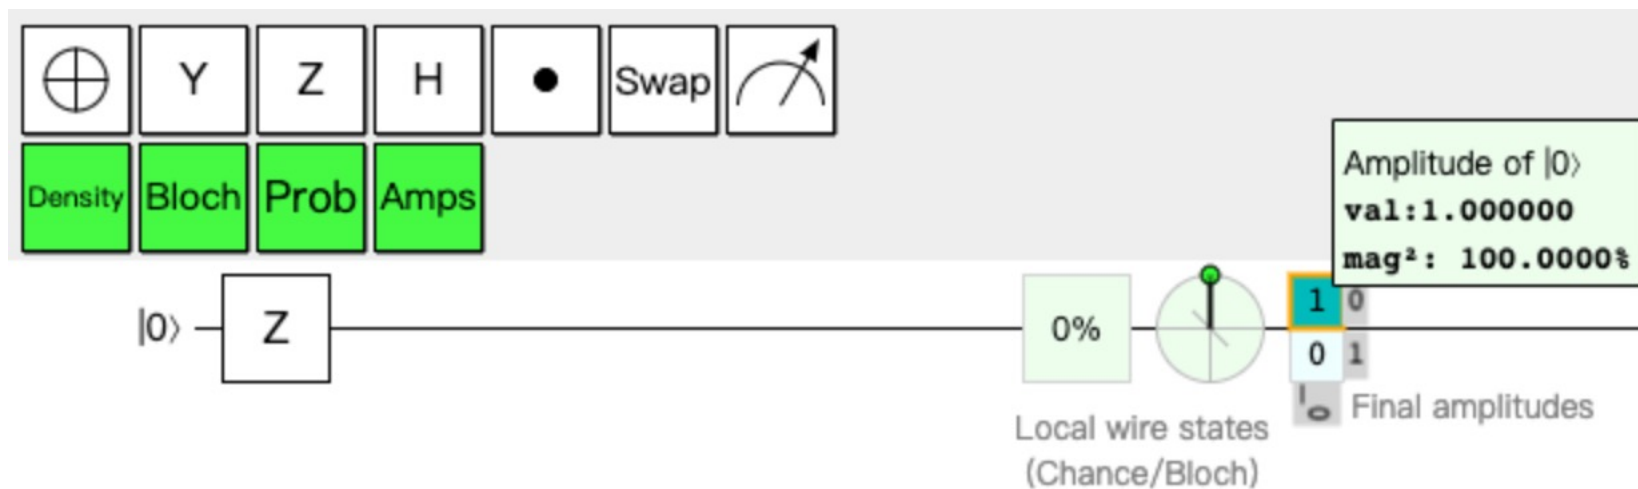 Y Z H Swap
Density Bloch Prob Amps
Amplitude of |0⟩
val:1.000000
mag²: 100.0000%
|0⟩ Z 0% 1 0
0 1
Final amplitudes
Local wire states
(Chance/Bloch)